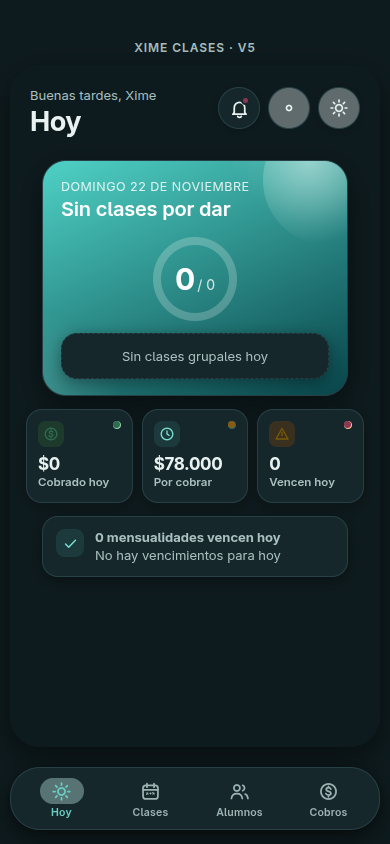 XIME CLASES · V5
Buenas tardes, Xime
Hoy
DOMINGO 22 DE NOVIEMBRE
Sin clases por dar
0 / 0
Sin clases grupales hoy
$0
Cobrado hoy
$78.000
Por cobrar
0
Vencen hoy
0 mensualidades vencen hoy
No hay vencimientos para hoy
Hoy
Clases
Alumnos
Cobros